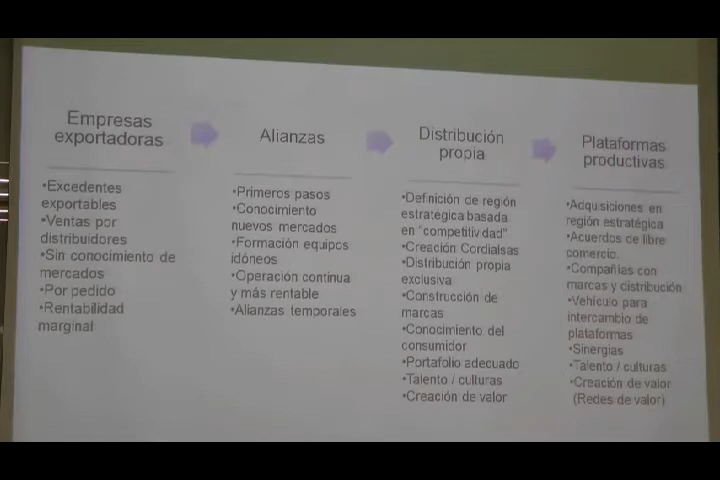 Empresas
exportadoras
•Excedentes
exportables
•Ventas por
distribuidores
•Sin conocimiento de
mercados
•Por pedido
•Rentabilidad
marginal
Alianzas
•Primeros pasos
•Conocimiento
nuevos mercados
•Formación equipos
idóneos
•Operación continua
y más rentable
•Alianzas temporales
Distribución
propia
•Definición de región
estratégica basada
en "competitividad"
•Creación Cordialsas
•Distribución propia
exclusiva
•Construcción de
marcas
•Conocimiento del
consumidor
•Portafolio adecuado
•Talento / culturas
•Creación de valor
Plataformas
productivas
•Adquisiciones en
región estratégica
•Acuerdos de libre
comercio.
•Compañías con
marcas y distribución
•Vehículo para
intercambio de
plataformas
•Sinergias
•Talento / culturas
•Creación de valor
(Redes de valor)